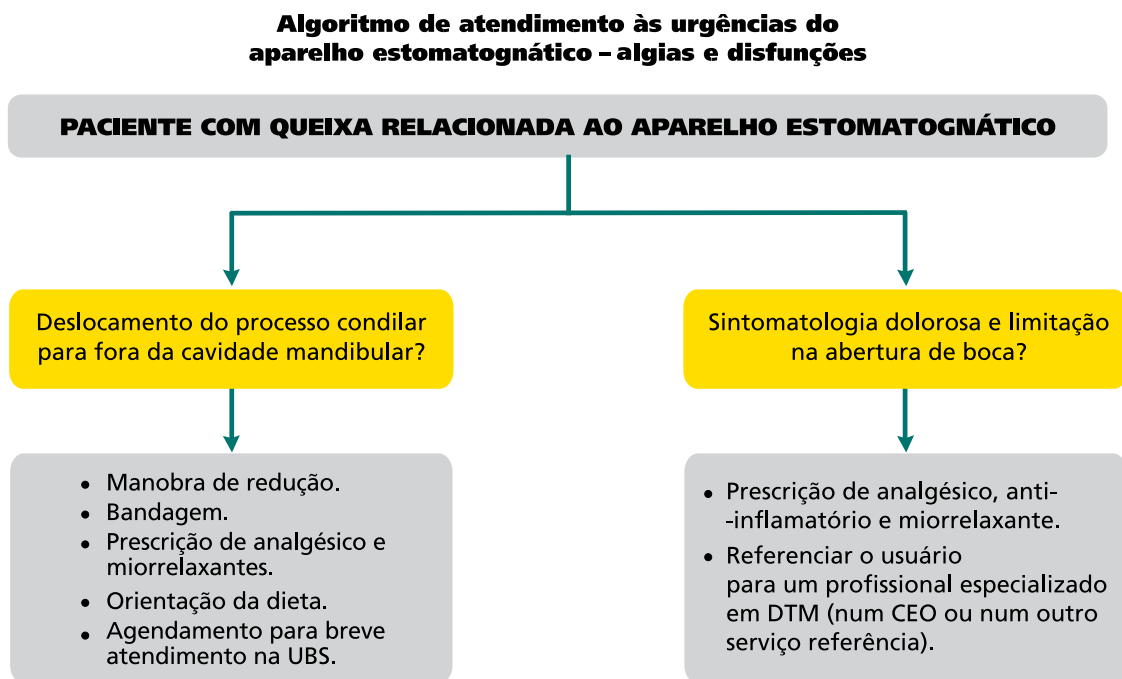 Algoritmo de atendimento às urgências do
aparelho estomatognático – algias e disfunções
PACIENTE COM QUEIXA RELACIONADA AO APARELHO ESTOMATOGNÁTICO
Deslocamento do processo condilar
para fora da cavidade mandibular?
• Manobra de redução.
• Bandagem.
• Prescrição de analgésico e
miorrelaxantes.
• Orientação da dieta.
• Agendamento para breve
atendimento na UBS.
Sintomatologia dolorosa e limitação
na abertura de boca?
• Prescrição de analgésico, anti-
-inflamatório e miorrelaxante.
• Referenciar o usuário
para um profissional especializado
em DTM (num CEO ou num outro
serviço referência).